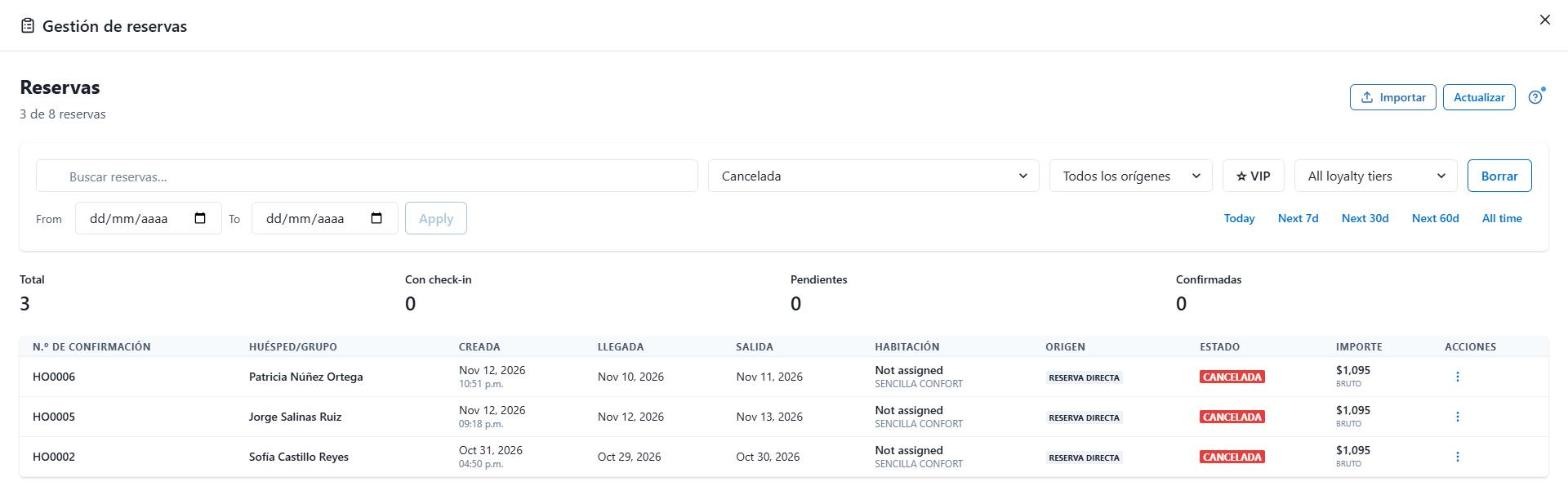 Gestión de reservas
Reservas
3 de 8 reservas
Importar
Actualizar
Buscar reservas...
Cancelada
Todos los orígenes
VIP
All loyalty tiers
Borrar
From dd/mm/aaaa To dd/mm/aaaa Apply
Today Next 7d Next 30d Next 60d All time
Total Con check-in Pendientes Confirmadas
3 0 0 0
N.º DE CONFIRMACIÓN HUÉSPED/GRUPO CREADA LLEGADA SALIDA HABITACIÓN ORIGEN ESTADO IMPORTE ACCIONES
HO0006 Patricia Núñez Ortega Nov 12, 2026 10:51 p.m. Nov 10, 2026 Nov 11, 2026 Not assigned SENCILLA CONFORT RESERVA DIRECTA CANCELADA $1,095 BRUTO
HO0005 Jorge Salinas Ruiz Nov 12, 2026 09:18 p.m. Nov 12, 2026 Nov 13, 2026 Not assigned SENCILLA CONFORT RESERVA DIRECTA CANCELADA $1,095 BRUTO
HO0002 Sofía Castillo Reyes Oct 31, 2026 04:50 p.m. Oct 29, 2026 Oct 30, 2026 Not assigned SENCILLA CONFORT RESERVA DIRECTA CANCELADA $1,095 BRUTO